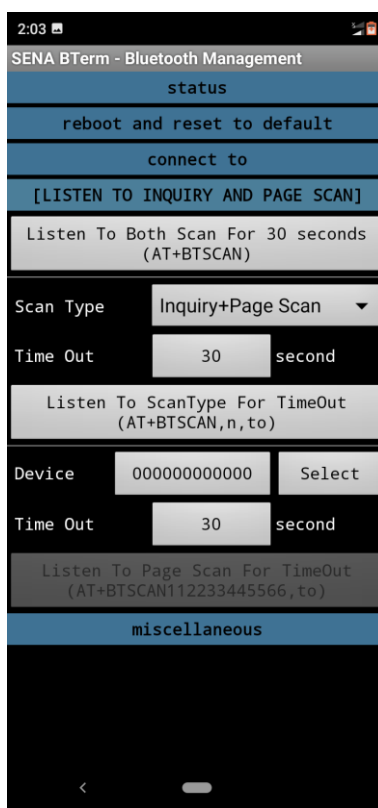 2:03
SENA BTerm - Bluetooth Management
status
reboot and reset to default
connect to
[LISTEN TO INQUIRY AND PAGE SCAN]
Listen To Both Scan For 30 seconds
(AT+BTSCAN)
Scan Type Inquiry+Page Scan
Time Out 30 second
Listen To ScanType For TimeOut
(AT+BTSCAN,n,to)
Device 000000000000 Select
Time Out 30 second
Listen To Page Scan For TimeOut
(AT+BTSCAN112233445566,to)
miscellaneous